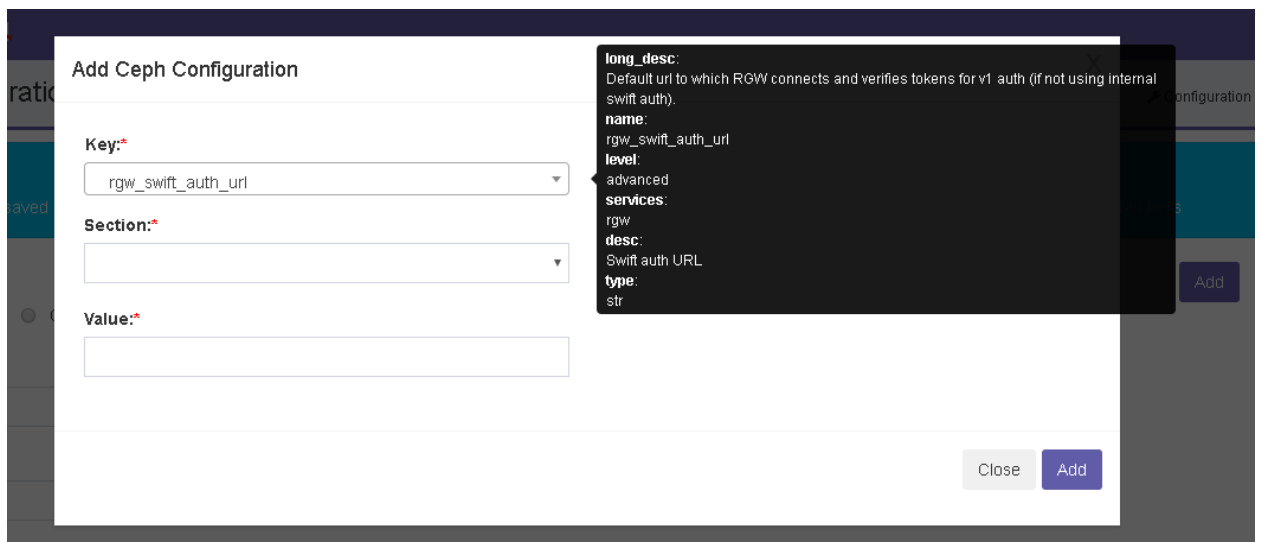 Add Ceph Configuration
X
Key:*
rgw_swift_auth_url
Section:*
Value:*
long_desc:
Default url to which RGW connects and verifies tokens for v1 auth (if not using internal
swift auth).
name:
rgw_swift_auth_url
level:
advanced
services:
rgw
desc:
Swift auth URL
type:
str
Configuration
saved
Add
Close
Add